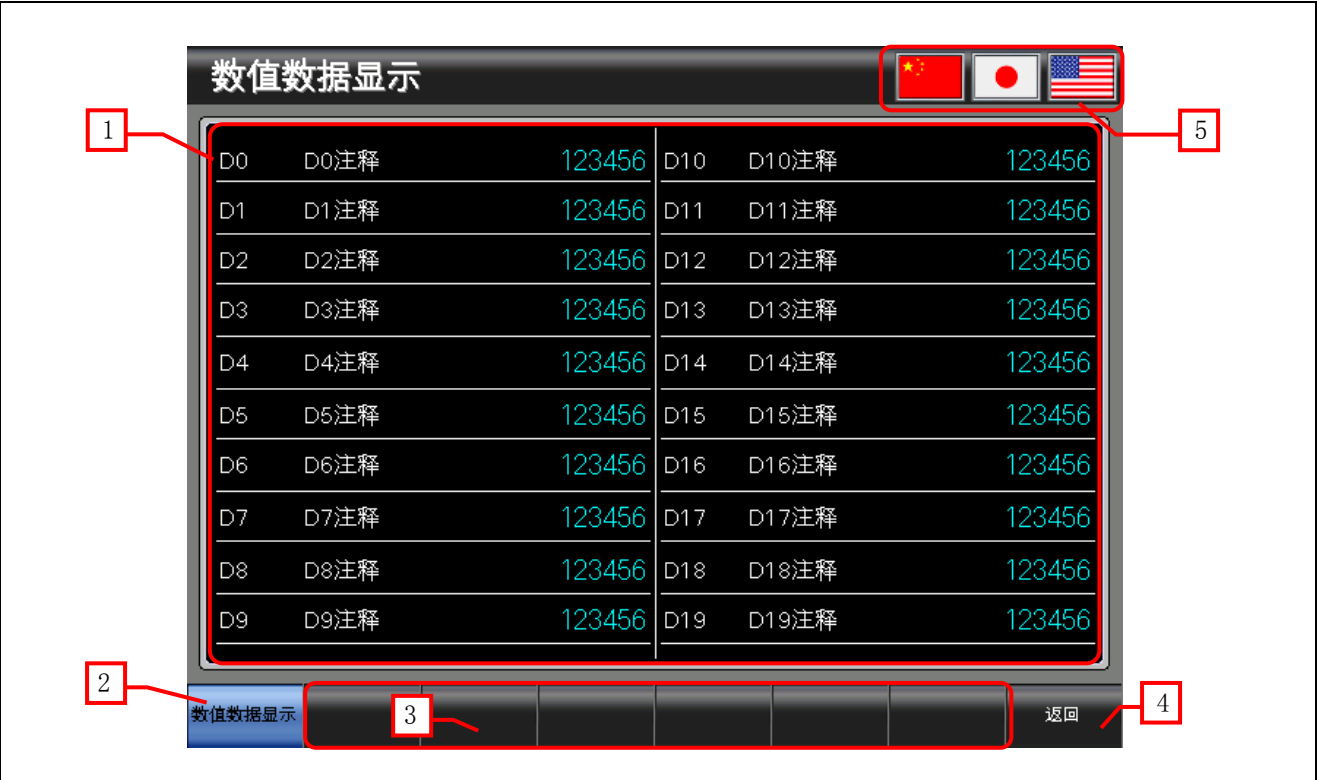 数值数据显示
1
5
D0 D0注释 123456 D10 D10注释 123456
D1 D1注释 123456 D11 D11注释 123456
D2 D2注释 123456 D12 D12注释 123456
D3 D3注释 123456 D13 D13注释 123456
D4 D4注释 123456 D14 D14注释 123456
D5 D5注释 123456 D15 D15注释 123456
D6 D6注释 123456 D16 D16注释 123456
D7 D7注释 123456 D17 D17注释 123456
D8 D8注释 123456 D18 D18注释 123456
D9 D9注释 123456 D19 D19注释 123456
2
数值数据显示
3
返回
4